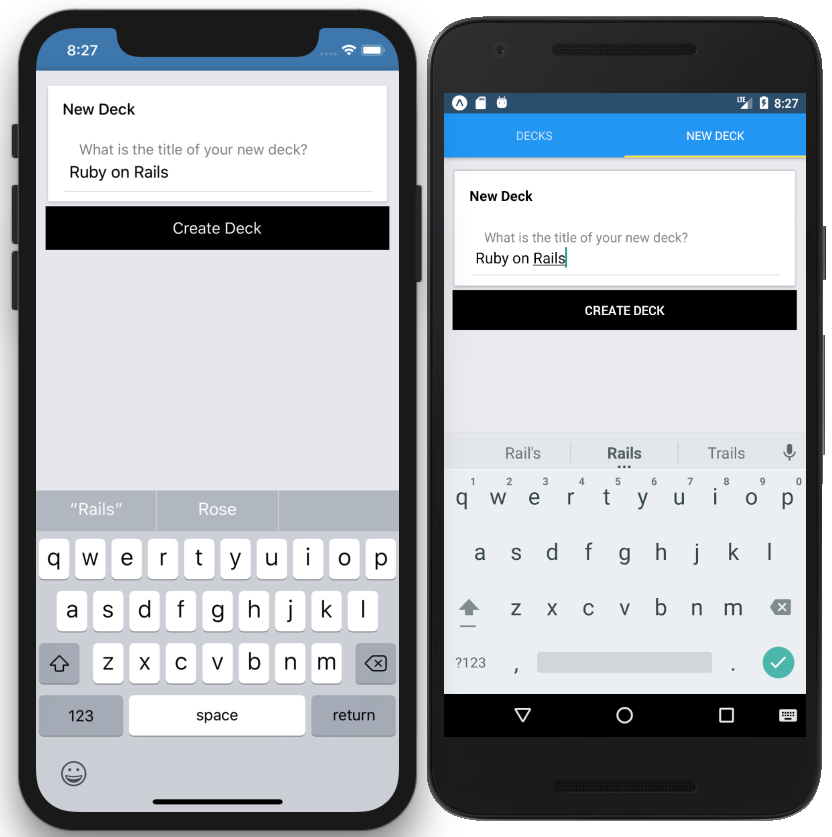 8:27
New Deck
What is the title of your new deck?
Ruby on Rails
Create Deck
“Rails” Rose
q w e r t y u i o p
a s d f g h j k l
z x c v b n m
123 space return
LTE 8:27
DECKS NEW DECK
New Deck
What is the title of your new deck?
Ruby on Rails
CREATE DECK
Rail's Rails Trails
1 2 3 4 5 6 7 8 9 0
q w e r t y u i o p
a s d f g h j k l
z x c v b n m
?123 , .